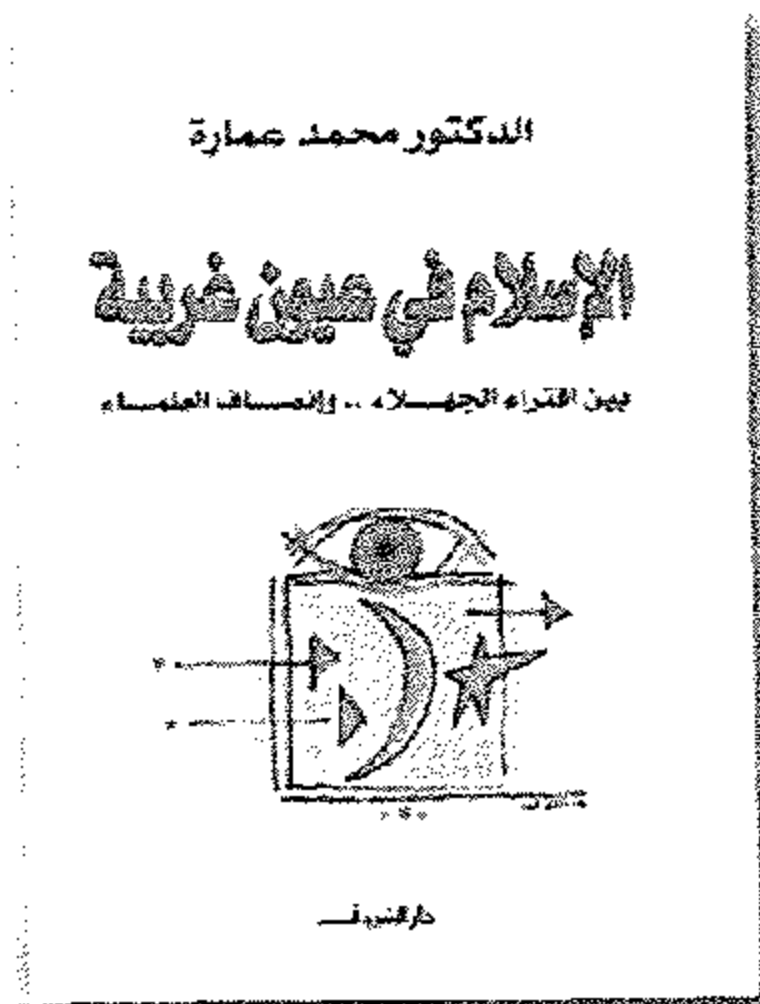 الدكتور محمد عمارة
الإسلام في عيون غربية
بين افتراء الجهلاء .. وإنصاف العلماء
دار الشروق